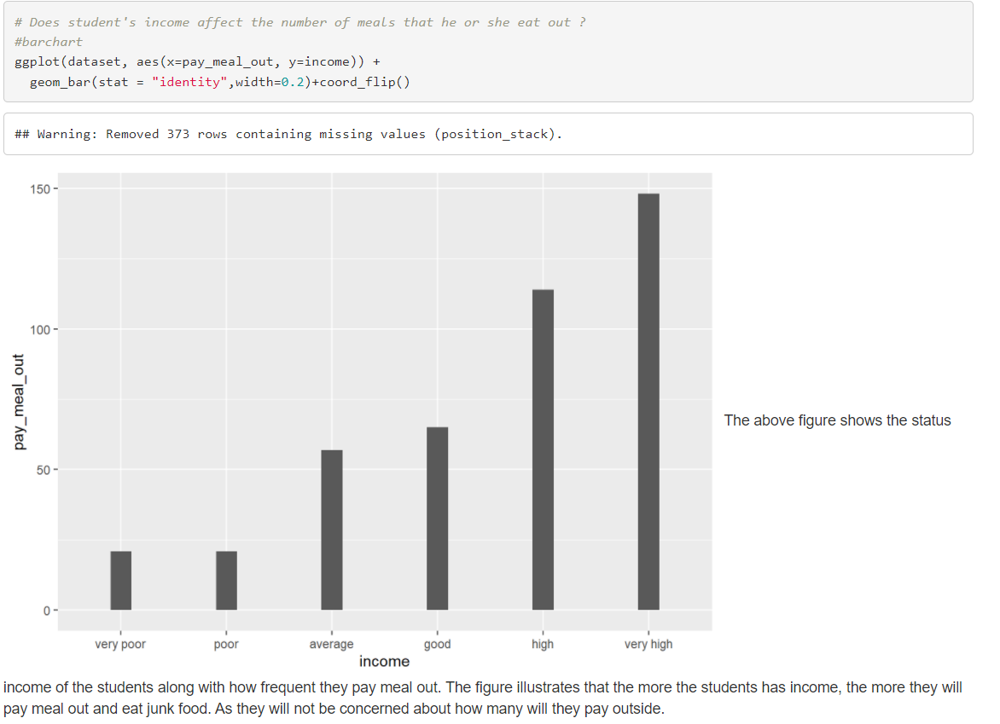 # Does student's income affect the number of meals that he or she eat out ?
#barchart
ggplot(dataset, aes(x=pay_meal_out, y=income)) +
geom_bar(stat = "identity",width=0.2)+coord_flip()
## Warning: Removed 373 rows containing missing values (position_stack).
150
100
50
0
pay_meal_out
very poor poor average good high very high
income
The above figure shows the status
income of the students along with how frequent they pay meal out. The figure illustrates that the more the students has income, the more they will
pay meal out and eat junk food. As they will not be concerned about how many will they pay outside.